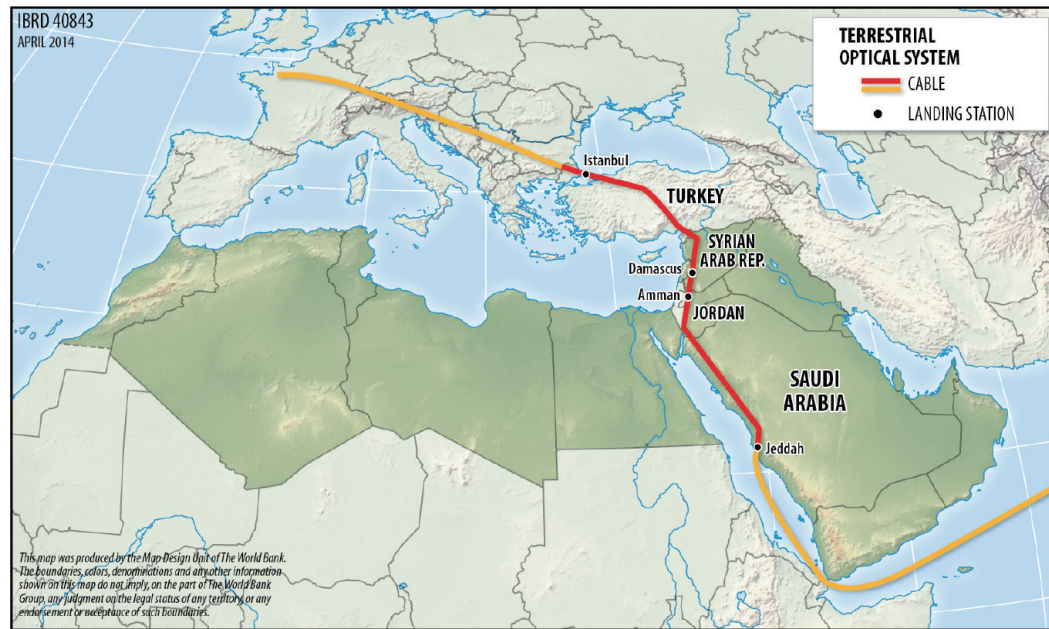 IBRD 40843
APRIL 2014
TERRESTRIAL
OPTICAL SYSTEM
CABLE
LANDING STATION
Istanbul
TURKEY
SYRIAN
ARAB REP.
Damascus
Amman
JORDAN
SAUDI
ARABIA
Jeddah
This map was produced by the Map Design Unit of The World Bank.
The boundaries, colors, denominations and any other information
shown on this map do not imply, on the part of The World Bank
Group, any judgment on the legal status of any territory, or any
endorsement or acceptance of such boundaries.